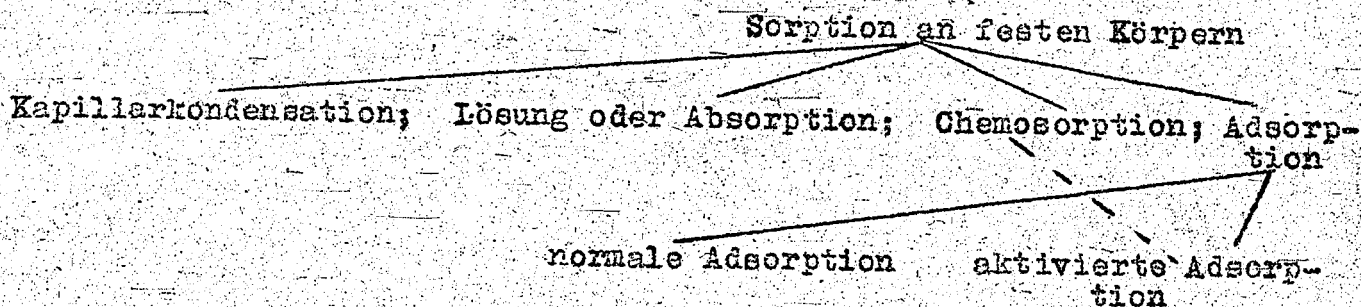 Sorption an festen Körpern
Kapillarkondensation; Lösung oder Absorption; Chemosorption; Adsorp-
tion
normale Adsorption aktivierte Adsorp-
tion